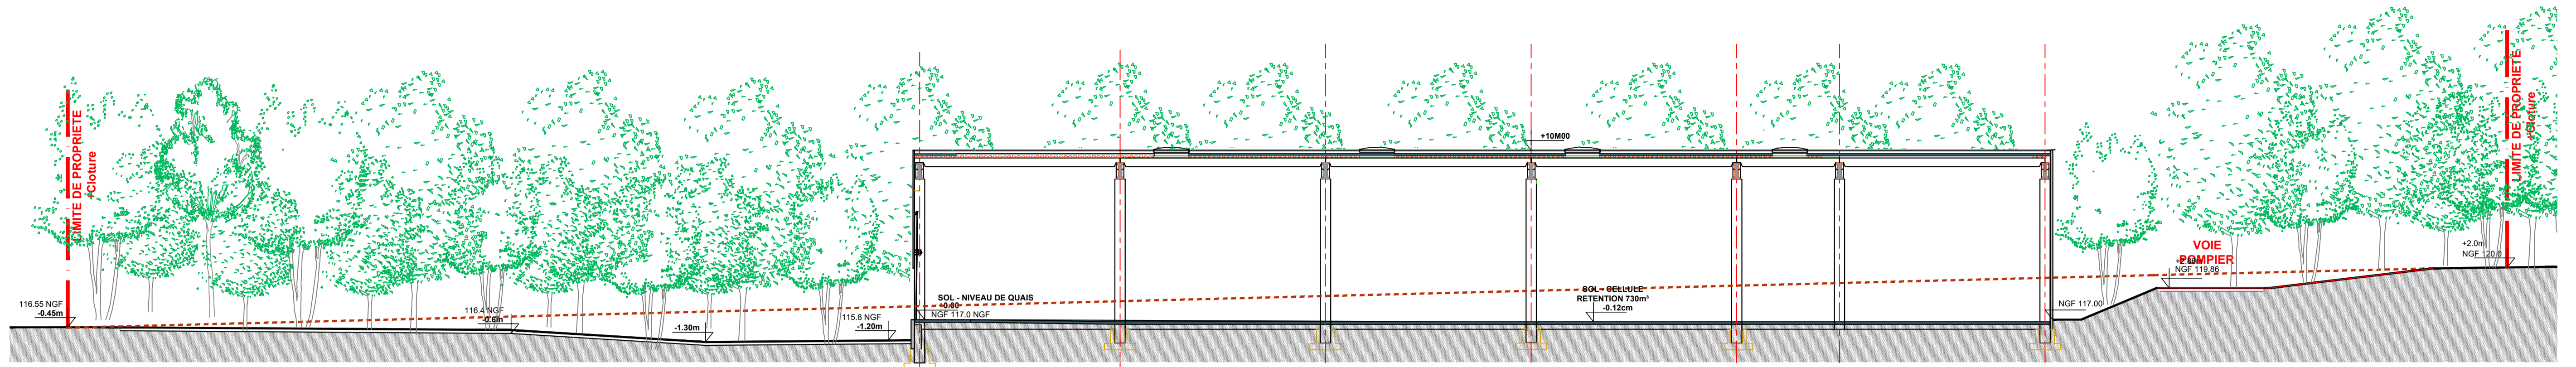 LIMITE DE PROPRIETE
+Cloture
116.55 NGF
-0.45m
116.4 NGF
-0.6m
-1.30m
115.8 NGF
-1.20m
SOL - NIVEAU DE QUAIS
+0.00
NGF 117.0 NGF
+10M00
SOL - CELLULE
RETENTION 730m³
-0.12cm
NGF 117.00
VOIE
POMPIER
NGF 119.86
+2.0m
NGF 120.0
LIMITE DE PROPRIETE
+Cloture